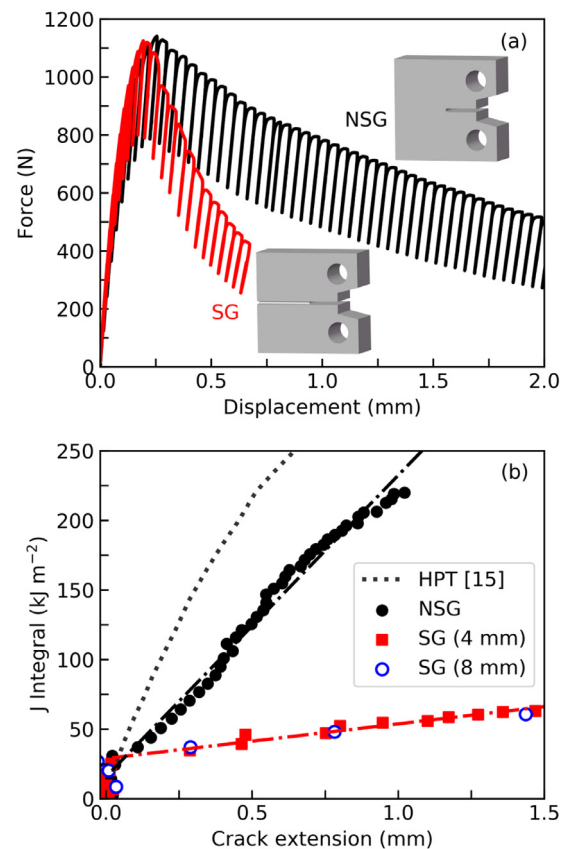 (a)
1200
1000
800
600
400
200
0
Force (N)
NSG
SG
0.0 0.5 1.0 1.5 2.0
Displacement (mm)
(b)
250
200
150
100
50
0
J Integral (kJ m⁻²)
HPT [15]
NSG
SG (4 mm)
SG (8 mm)
0.0 0.5 1.0 1.5
Crack extension (mm)